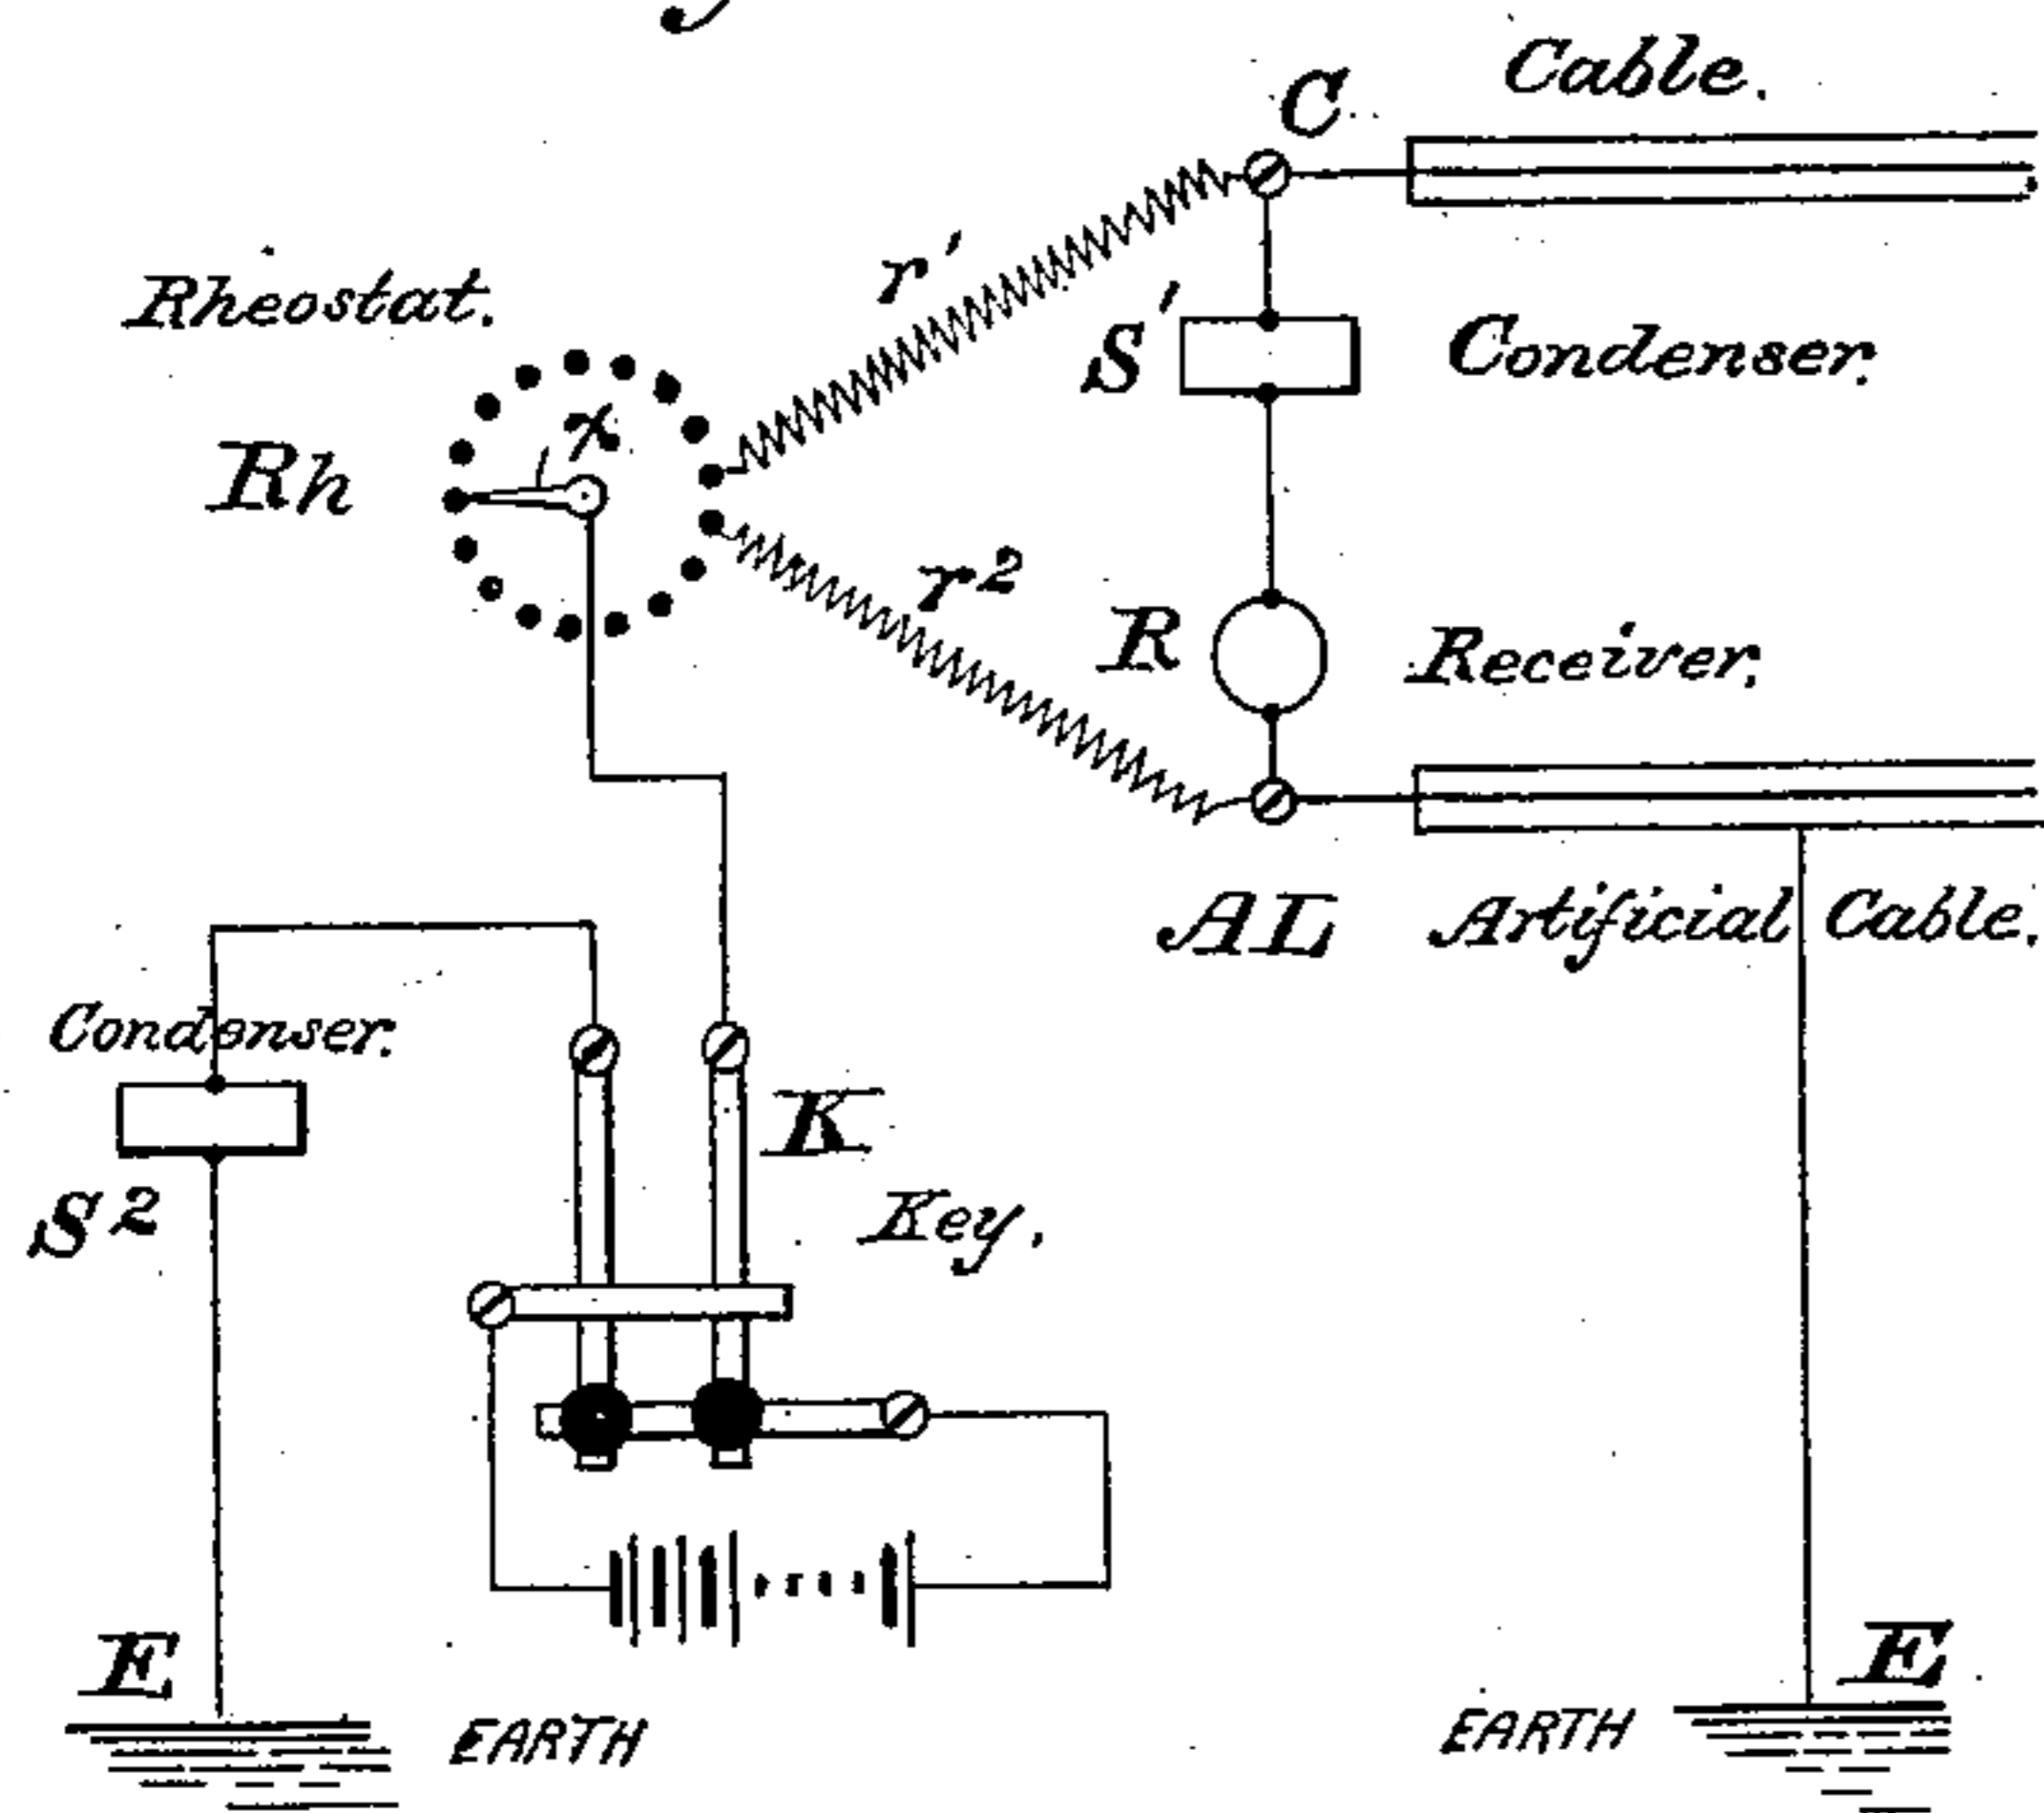 Cable.
C
r'
Rheostat.
S'
Condenser.
x
Rh
r²
R
Receiver.
AL
Artificial Cable.
Condenser.
K
S²
Key.
E
E
EARTH
EARTH